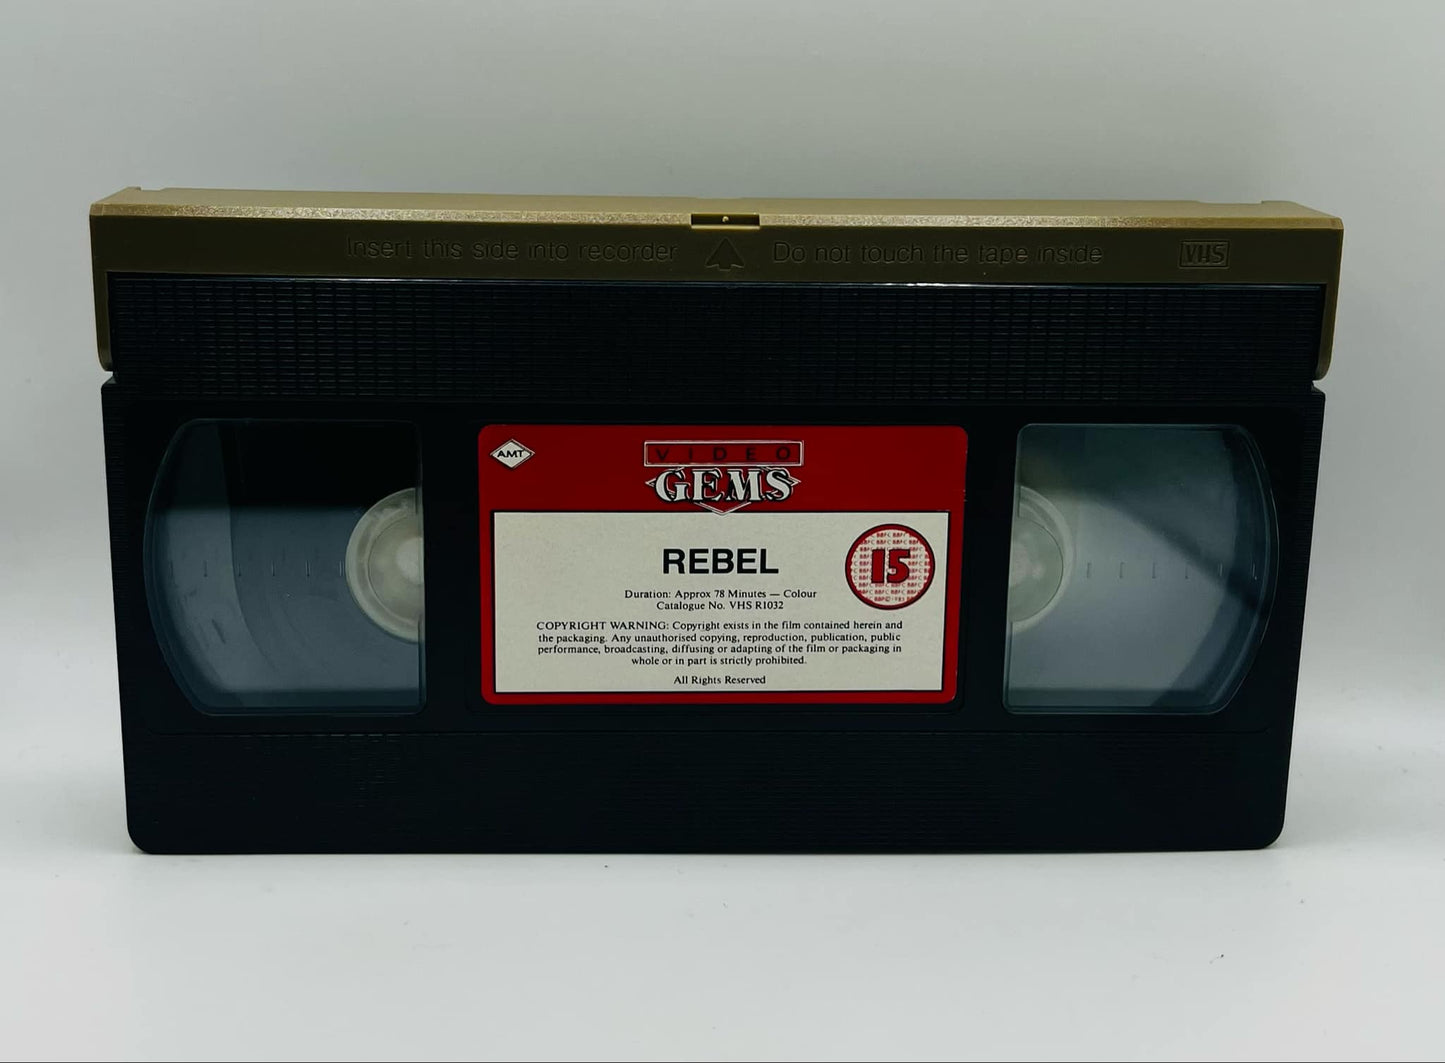 Insert this side into recorder Do not touch the tape inside VHS
AMT
VIDEO
GEMS
REBEL
15
Duration: Approx 78 Minutes — Colour
Catalogue No. VHS R1032
COPYRIGHT WARNING: Copyright exists in the film contained herein and
the packaging. Any unauthorised copying, reproduction, publication, public
performance, broadcasting, diffusing or adapting of the film or packaging in
whole or in part is strictly prohibited.
All Rights Reserved